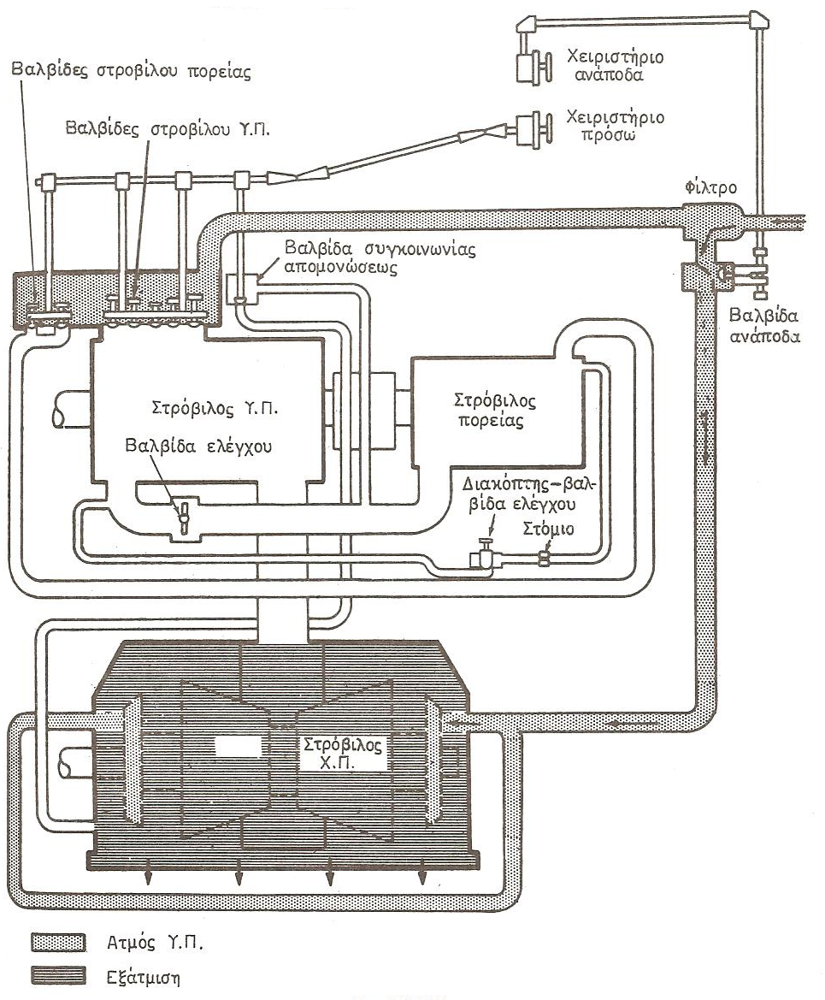 Χειριστήριο
ανάποδα
Βαλβίδες στροβίλου πορείας
Χειριστήριο
πρόσω
Βαλβίδες στροβίλου Υ.Π.
Φίλτρο
Βαλβίδα συγκοινωνίας
απομονώσεως
Βαλβίδα
ανάποδα
Στρόβιλος Υ.Π.
Στρόβιλος
πορείας
Βαλβίδα ελέγχου
Διακόπτης-βαλ-
βίδα ελέγχου
Στόμιο
Στρόβιλος
Χ.Π.
Ατμός Υ.Π.
Εξάτμιση